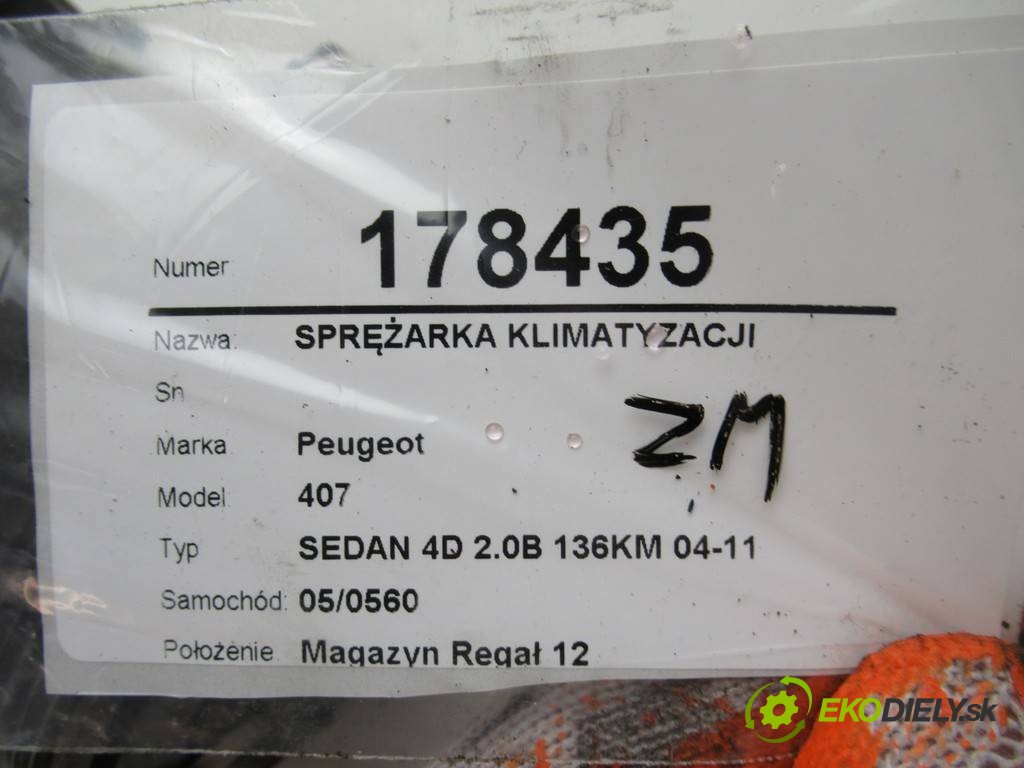 Numer 178435
Nazwa: SPRĘŻARKA KLIMATYZACJI
Sn
ZM
Marka Peugeot
Model 407
Typ SEDAN 4D 2.0B 136KM 04-11
Samochód: 05/0560
Położenie Magazyn Regał 12
EKODIELY.sk